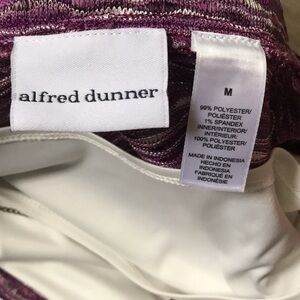 alfred dunner
M
99% POLYESTER/
POLIÉSTER
1% SPANDEX
INNER/INTERIOR/
INTÉRIEUR:
100% POLYESTER/
POLIÉSTER
MADE IN INDONESIA
HECHO EN
INDONESIA
FABRIQUÉ EN
INDONÉSIE